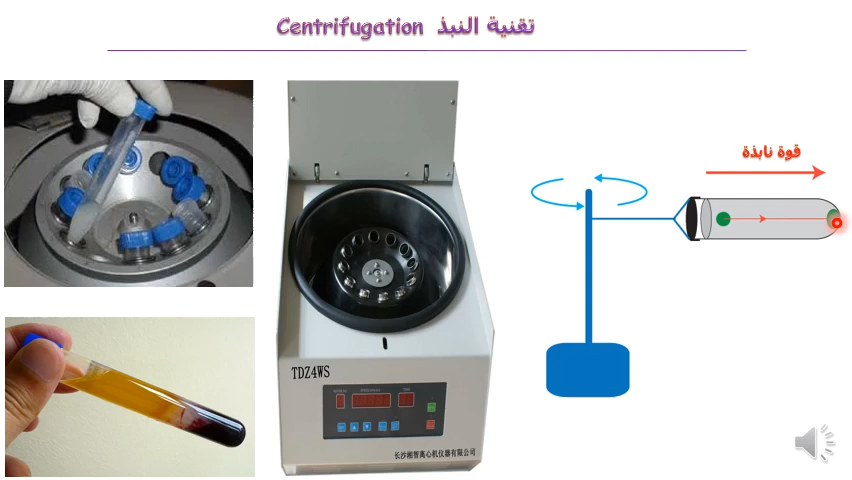 تقنية النبذ Centrifugation
قوة نابذة
TDZ4WS
长沙湘智离心机仪器有限公司